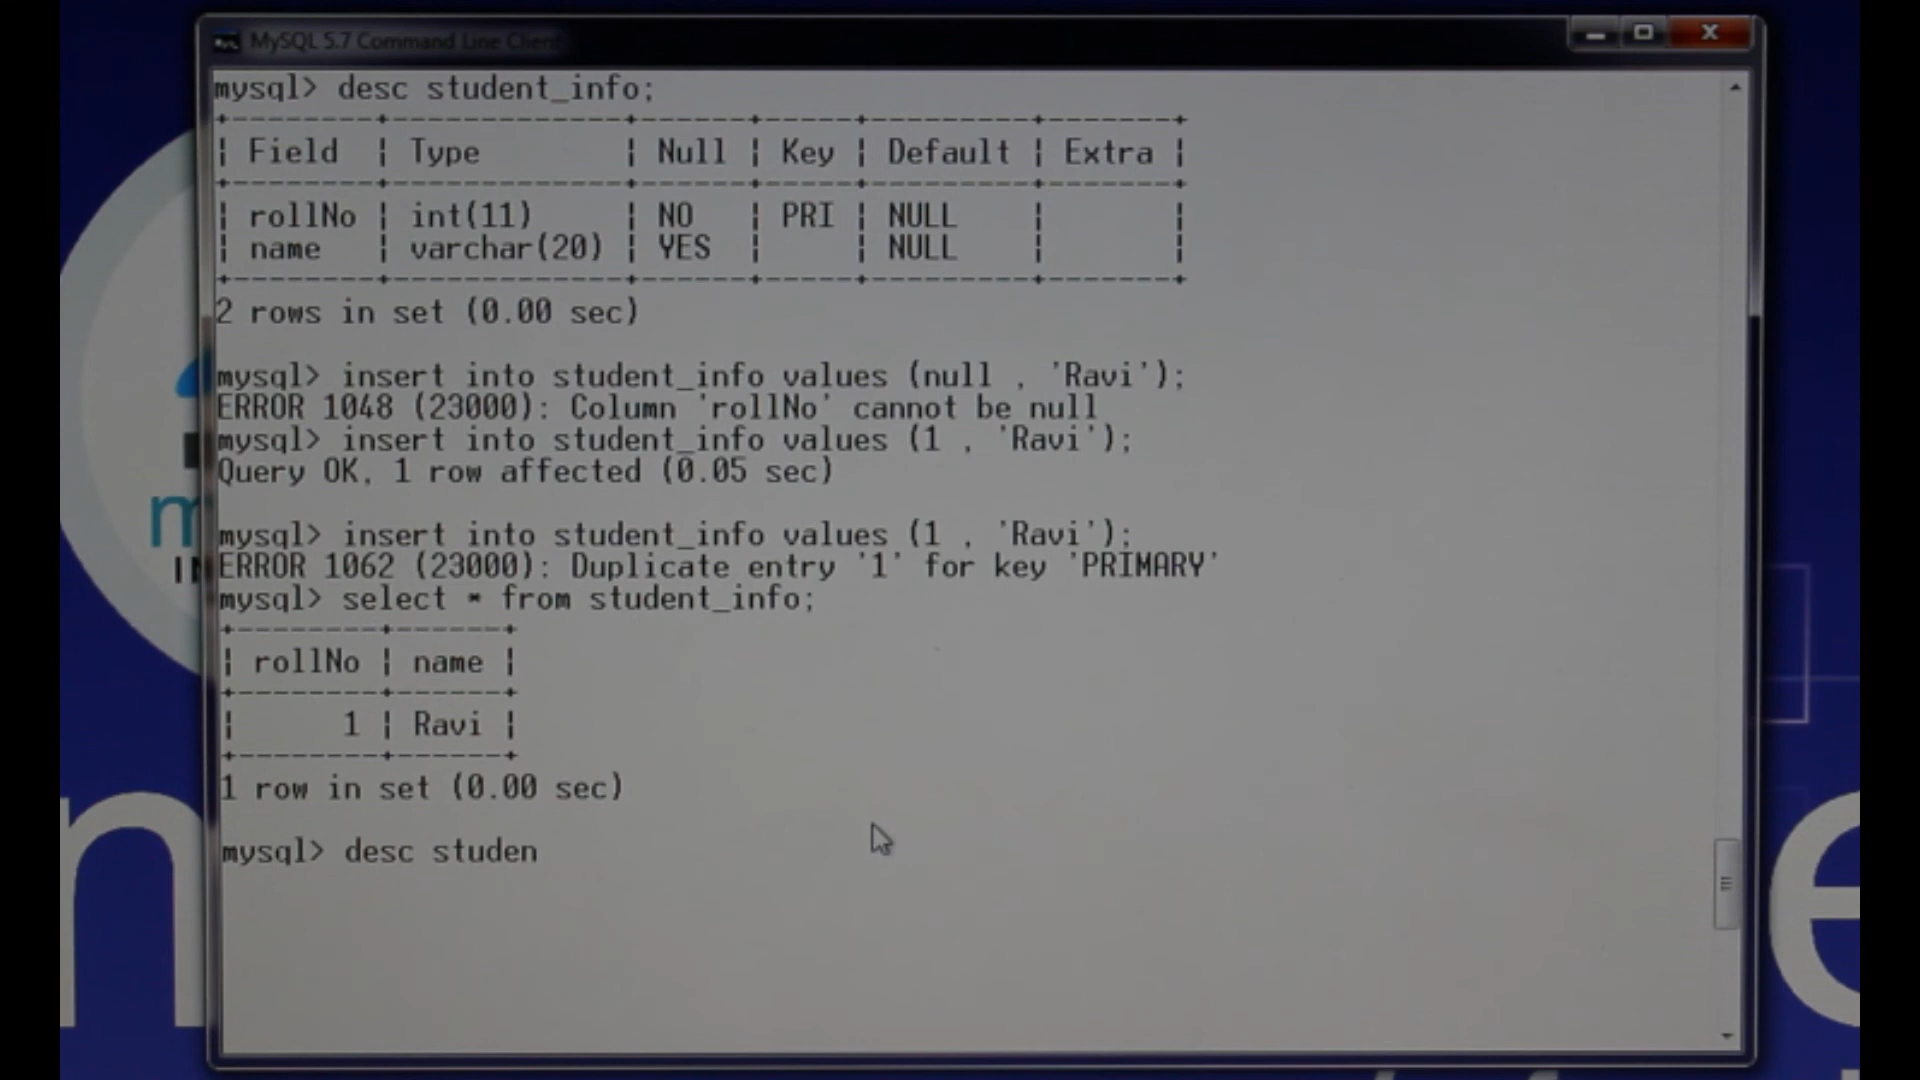 MySQL 5.7 Command Line Client
mysql> desc student_info;
+--------+-------------+------+-----+---------+-------+
| Field | Type | Null | Key | Default | Extra |
+--------+-------------+------+-----+---------+-------+
| rollNo | int(11) | NO | PRI | NULL | |
| name | varchar(20) | YES | | NULL | |
+--------+-------------+------+-----+---------+-------+
2 rows in set (0.00 sec)
mysql> insert into student_info values (null , 'Ravi');
ERROR 1048 (23000): Column 'rollNo' cannot be null
mysql> insert into student_info values (1 , 'Ravi');
Query OK, 1 row affected (0.05 sec)
mysql> insert into student_info values (1 , 'Ravi');
ERROR 1062 (23000): Duplicate entry '1' for key 'PRIMARY'
mysql> select * from student_info;
+--------+------+
| rollNo | name |
+--------+------+
| 1 | Ravi |
+--------+------+
1 row in set (0.00 sec)
mysql> desc studen